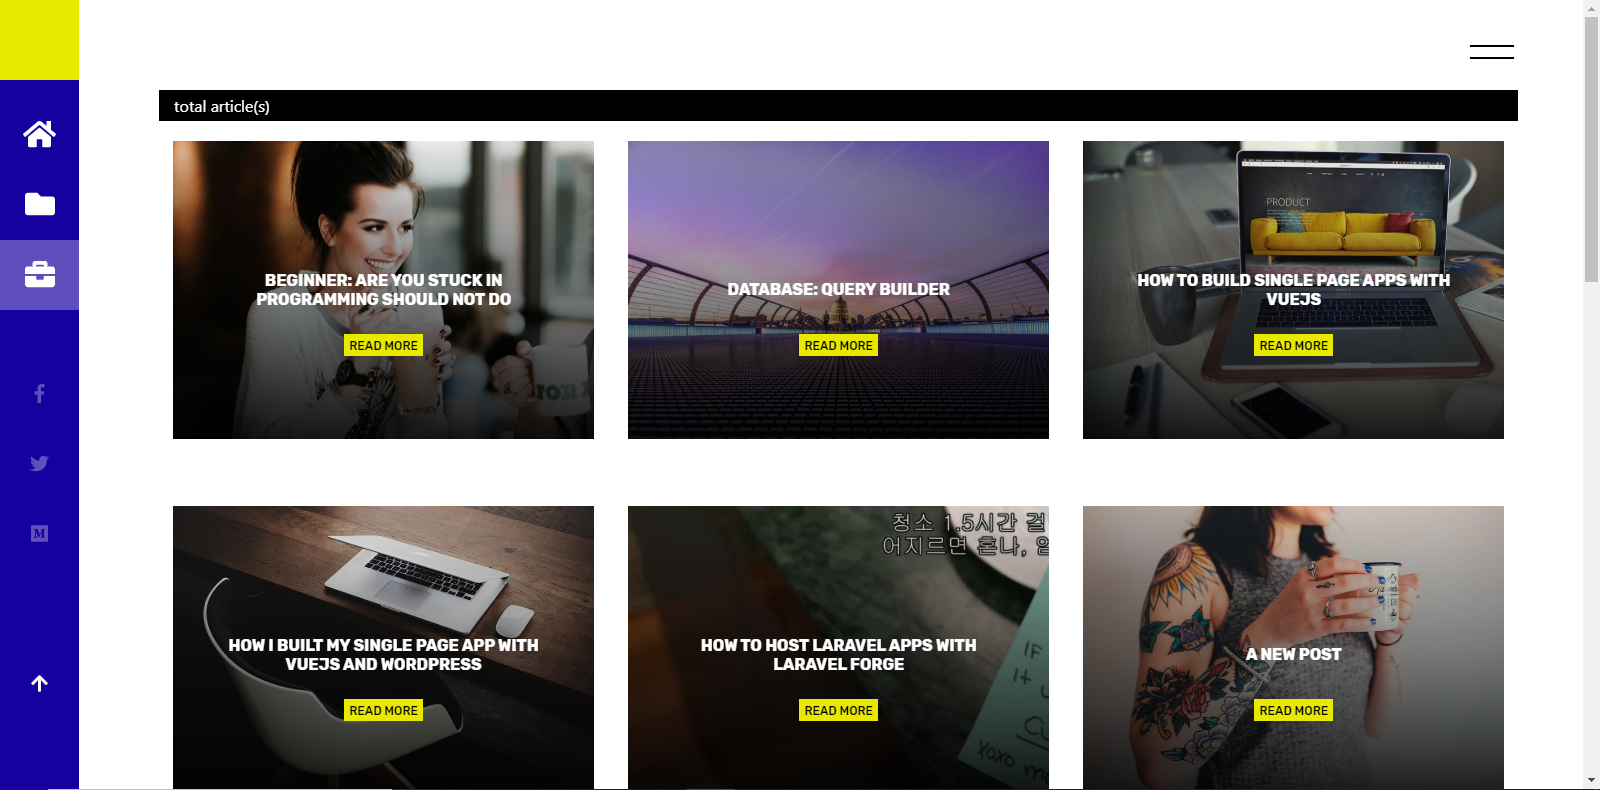 total article(s)
BEGINNER: ARE YOU STUCK IN
PROGRAMMING SHOULD NOT DO
READ MORE
DATABASE: QUERY BUILDER
READ MORE
PRODUCT
HOW TO BUILD SINGLE PAGE APPS WITH
VUEJS
READ MORE
HOW I BUILT MY SINGLE PAGE APP WITH
VUEJS AND WORDPRESS
READ MORE
청소 1.5시간 걸
어지르면 혼나, 엄
HOW TO HOST LARAVEL APPS WITH
LARAVEL FORGE
IF
READ MORE
xoxo
A NEW POST
READ MORE